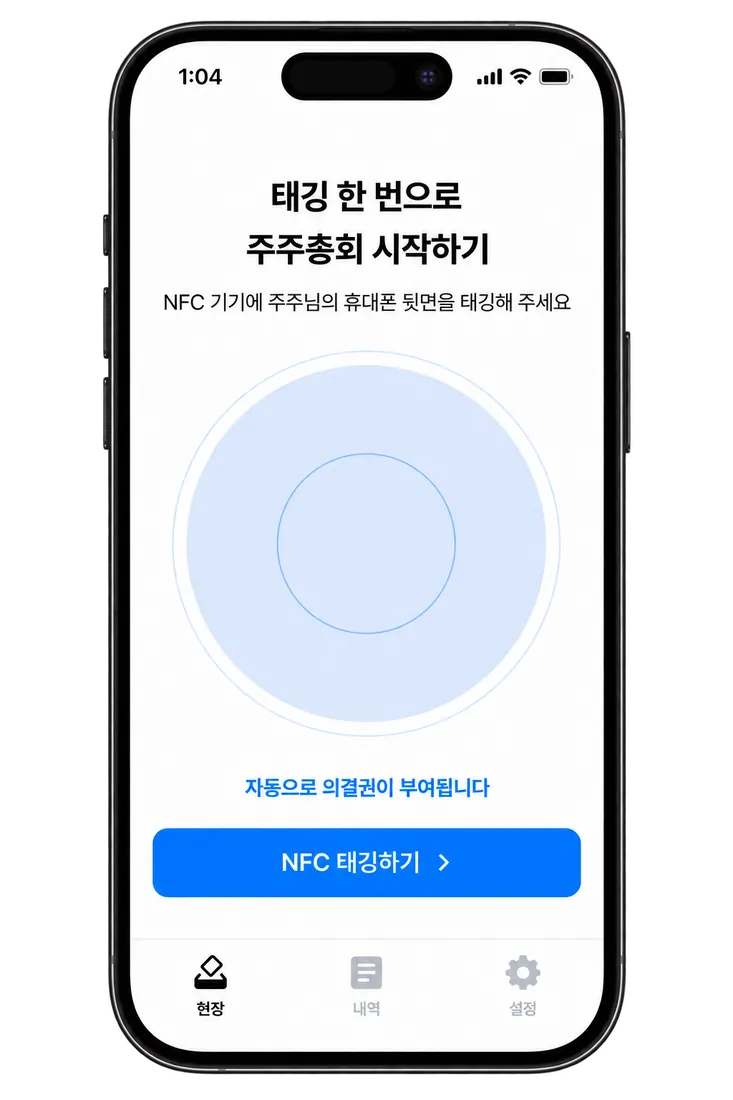 1:04
태깅 한 번으로
주주총회 시작하기
NFC 기기에 주주님의 휴대폰 뒷면을 태깅해 주세요
자동으로 의결권이 부여됩니다
NFC 태깅하기
현장 내역 설정